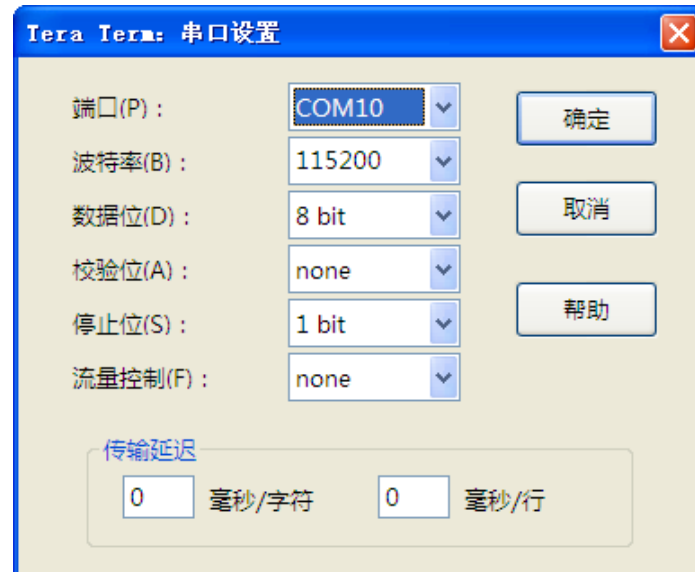 Tera Term: 串口设置
端口(P): COM10 确定
波特率(B): 115200
数据位(D): 8 bit 取消
校验位(A): none
停止位(S): 1 bit 帮助
流量控制(F): none
传输延迟
0 毫秒/字符 0 毫秒/行